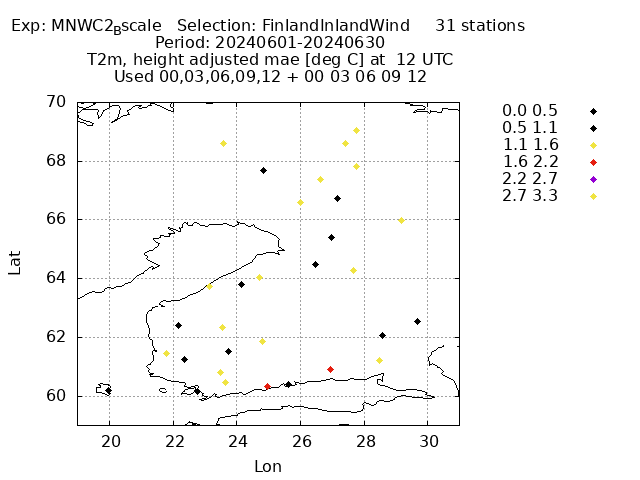 Exp: MNWC2_Bscale   Selection: FinlandInlandWind     31 stations
Period: 20240601-20240630
T2m, height adjusted mae [deg C] at  12 UTC
Used 00,03,06,09,12 + 00 03 06 09 12
70
68
66
64
62
60
Lat
20 22 24 26 28 30
Lon
0.0 0.5
0.5 1.1
1.1 1.6
1.6 2.2
2.2 2.7
2.7 3.3